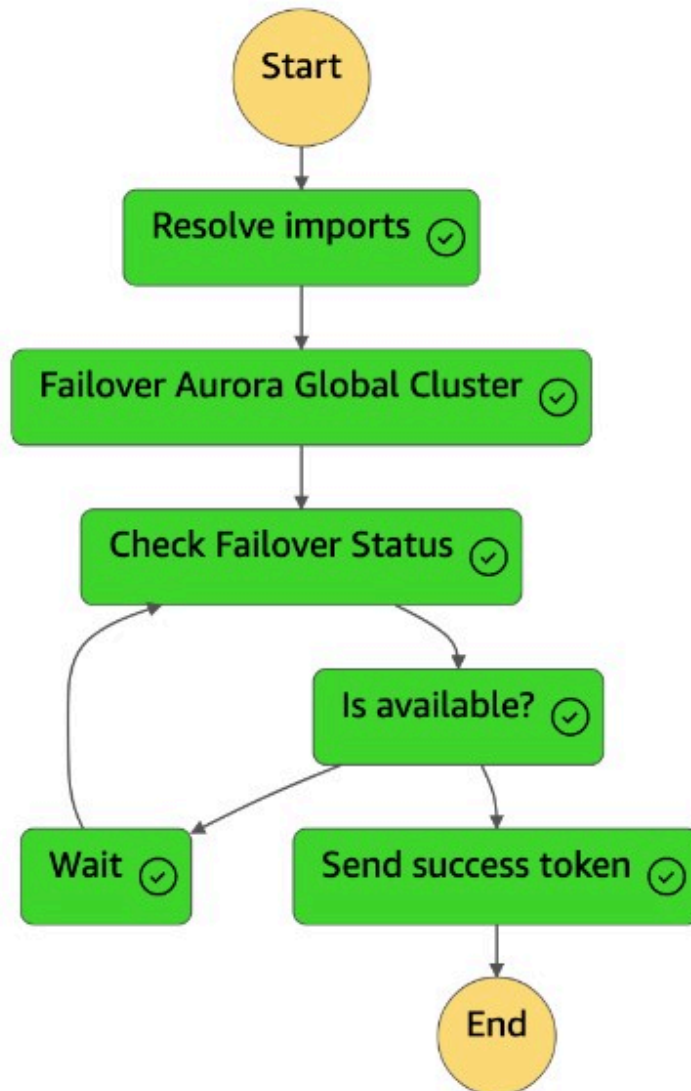 Start
Resolve imports
Failover Aurora Global Cluster
Check Failover Status
Is available?
Wait
Send success token
End